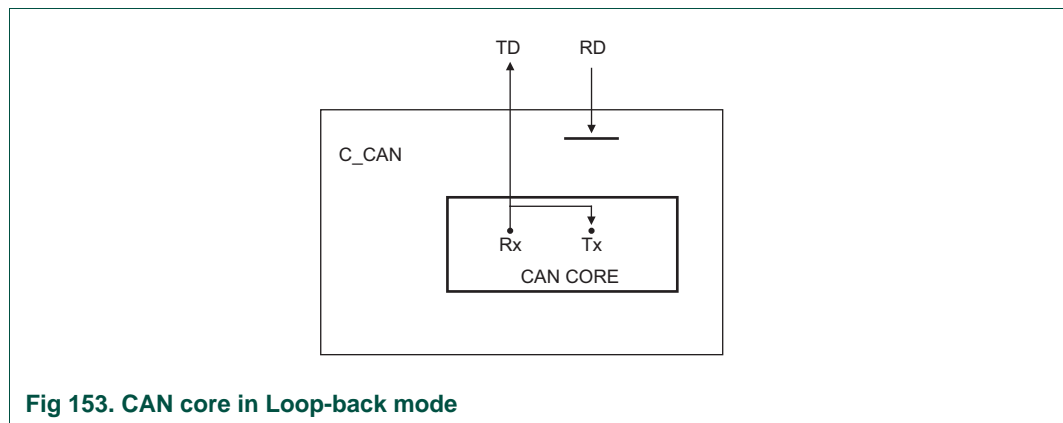 TD RD
C_CAN
Rx Tx
CAN CORE
Fig 153. CAN core in Loop-back mode